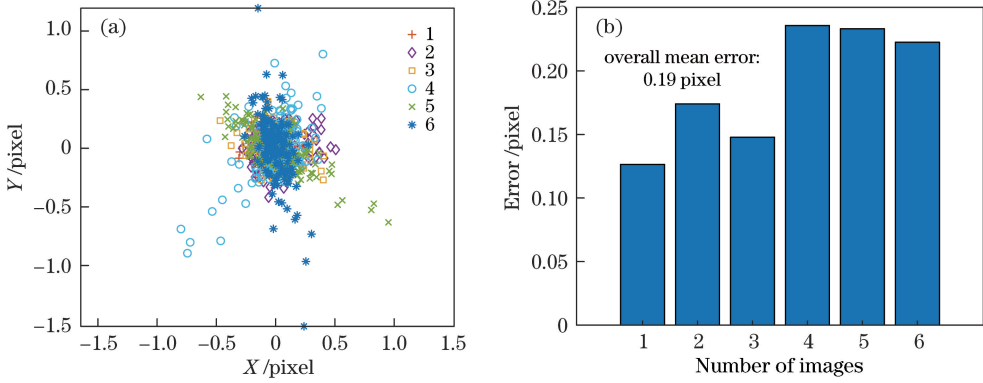 (a)
1
2
3
4
5
6
1.0
0.5
0
−0.5
−1.0
−1.5
Y/pixel
−1.5 −1.0 −0.5 0 0.5 1.0 1.5
X/pixel
(b)
overall mean error:
0.19 pixel
0.25
0.20
0.15
0.10
0.05
0
Error/pixel
1 2 3 4 5 6
Number of images